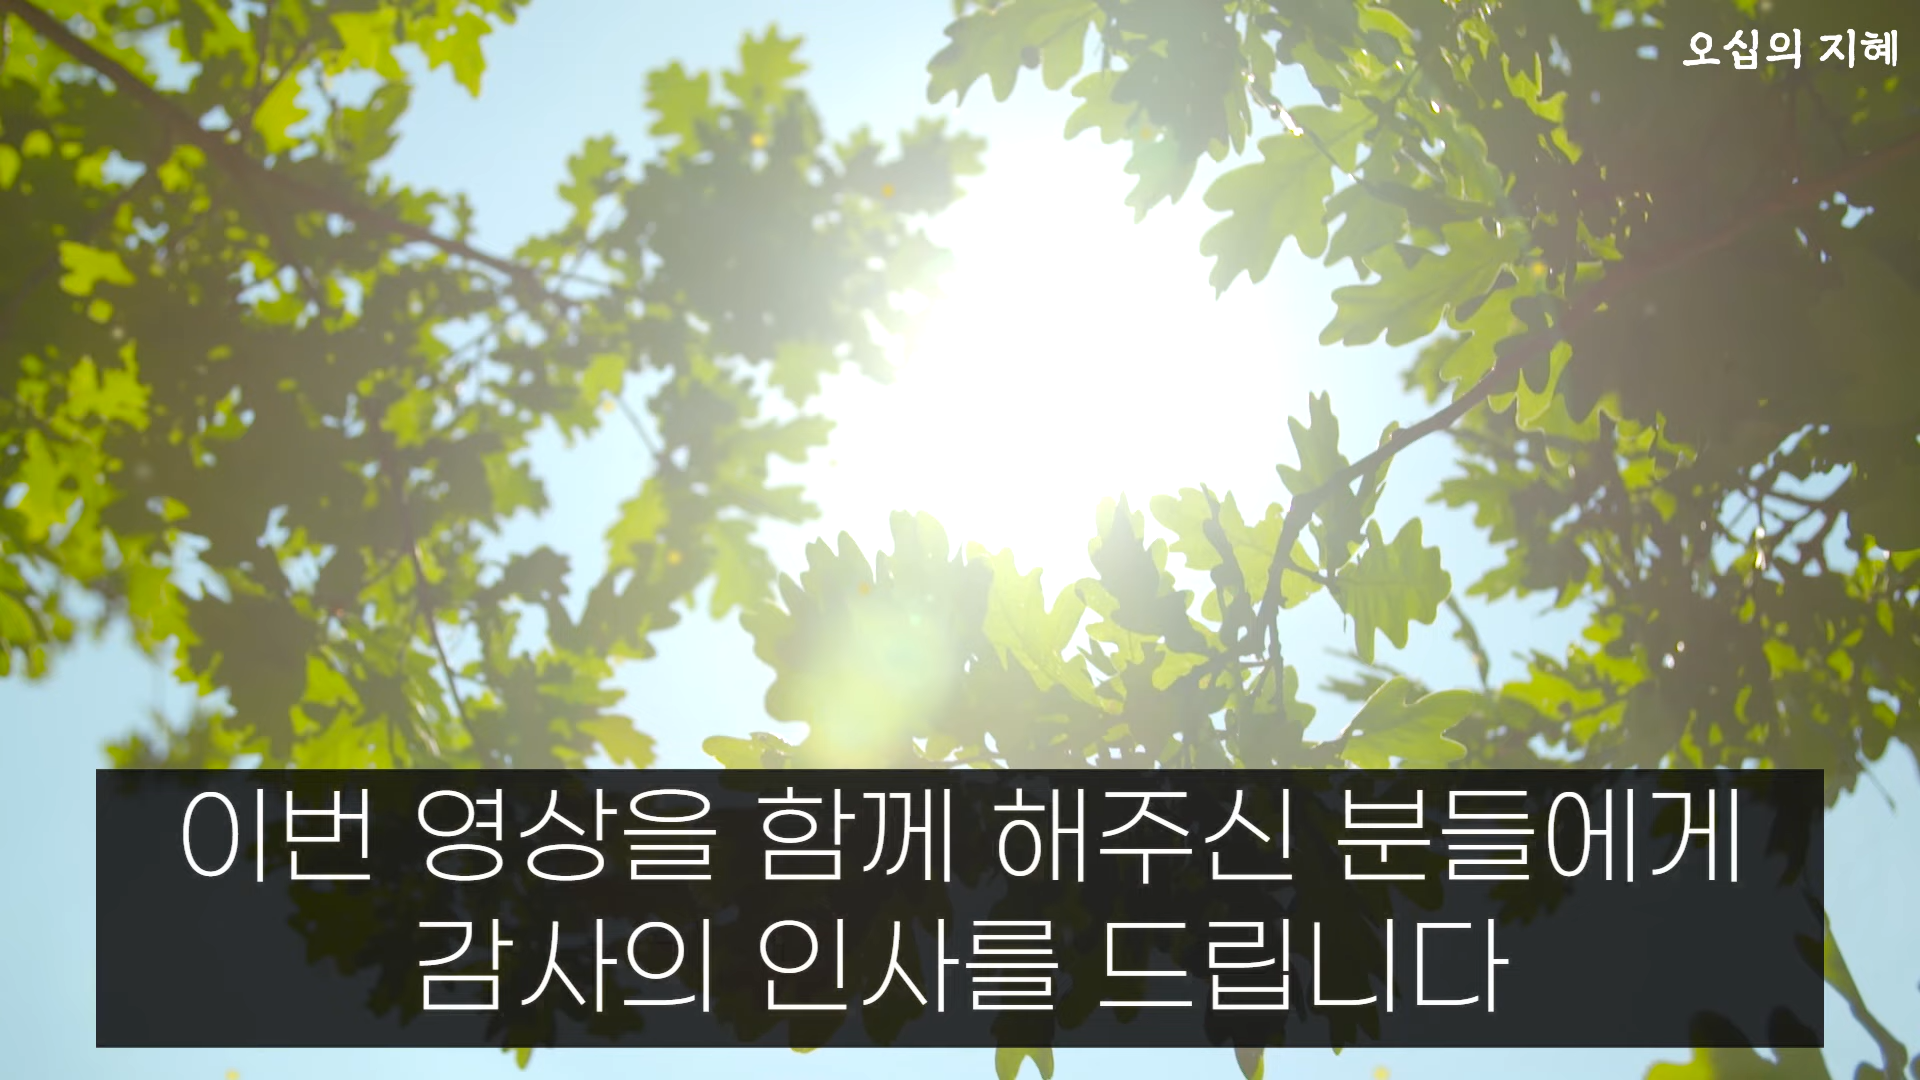 오십의 지혜
이번 영상을 함께 해주신 분들에게
감사의 인사를 드립니다